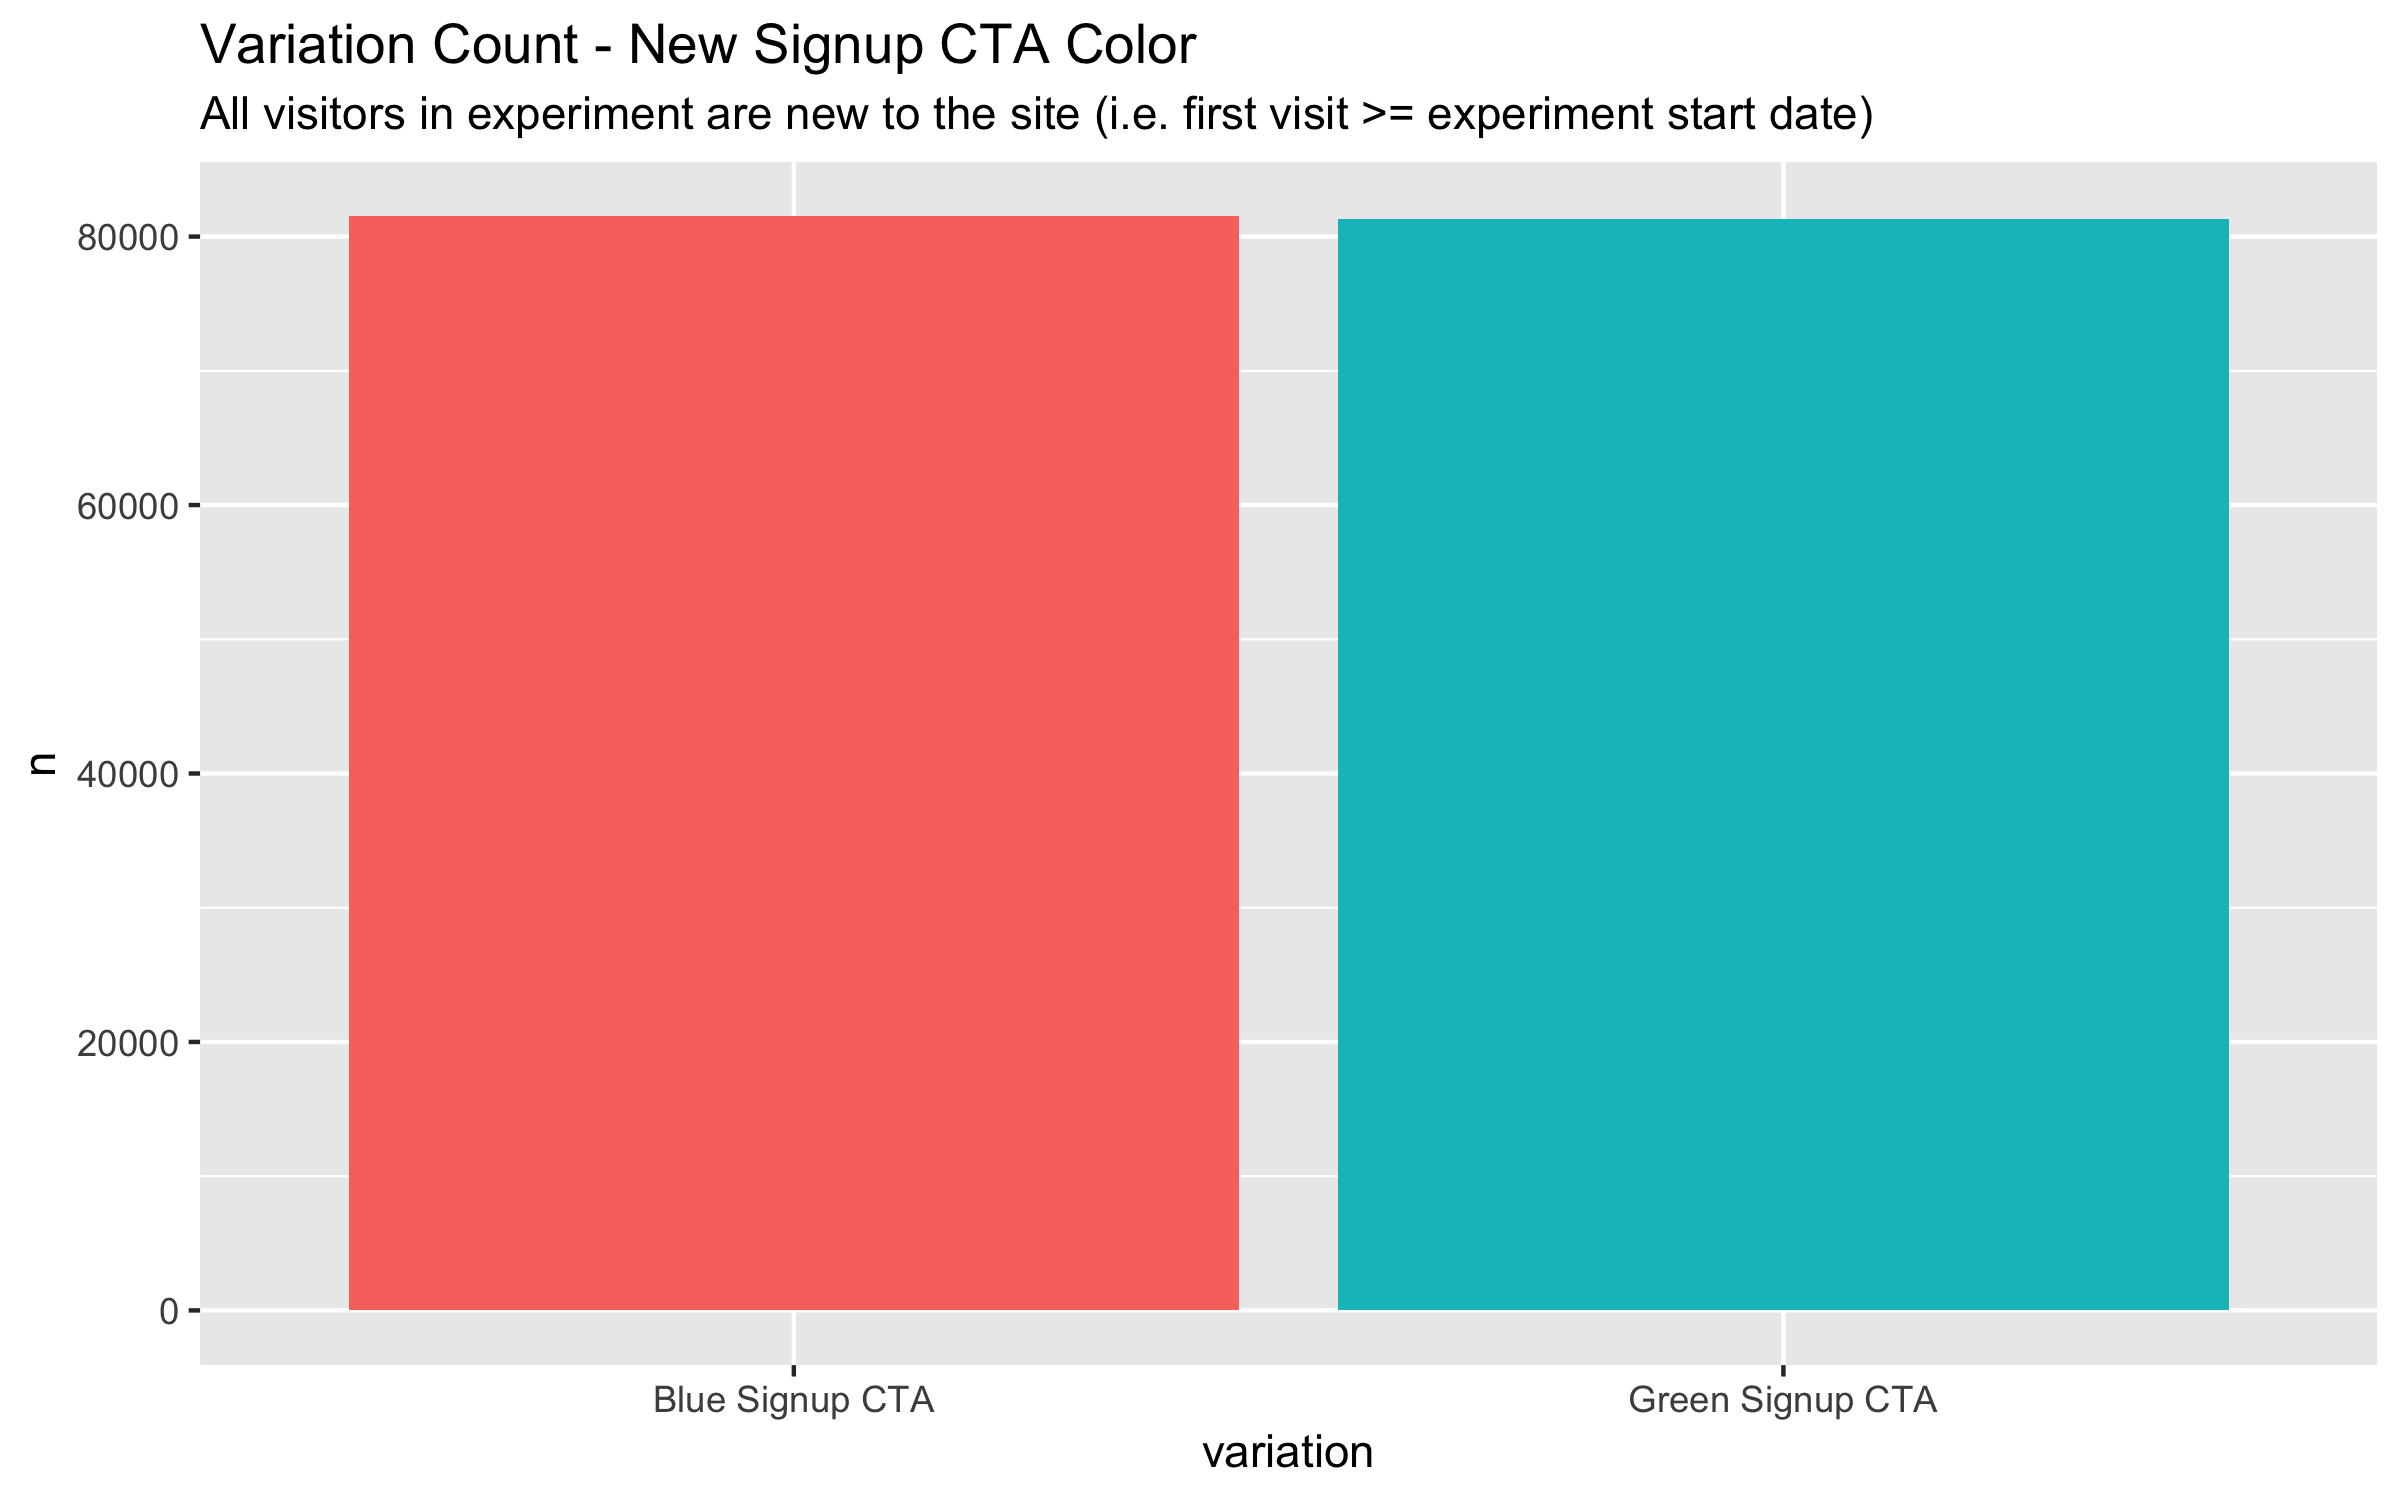 Variation Count - New Signup CTA Color
All visitors in experiment are new to the site (i.e. first visit >= experiment start date)
80000
60000
40000
20000
0
n
Blue Signup CTA
Green Signup CTA
variation